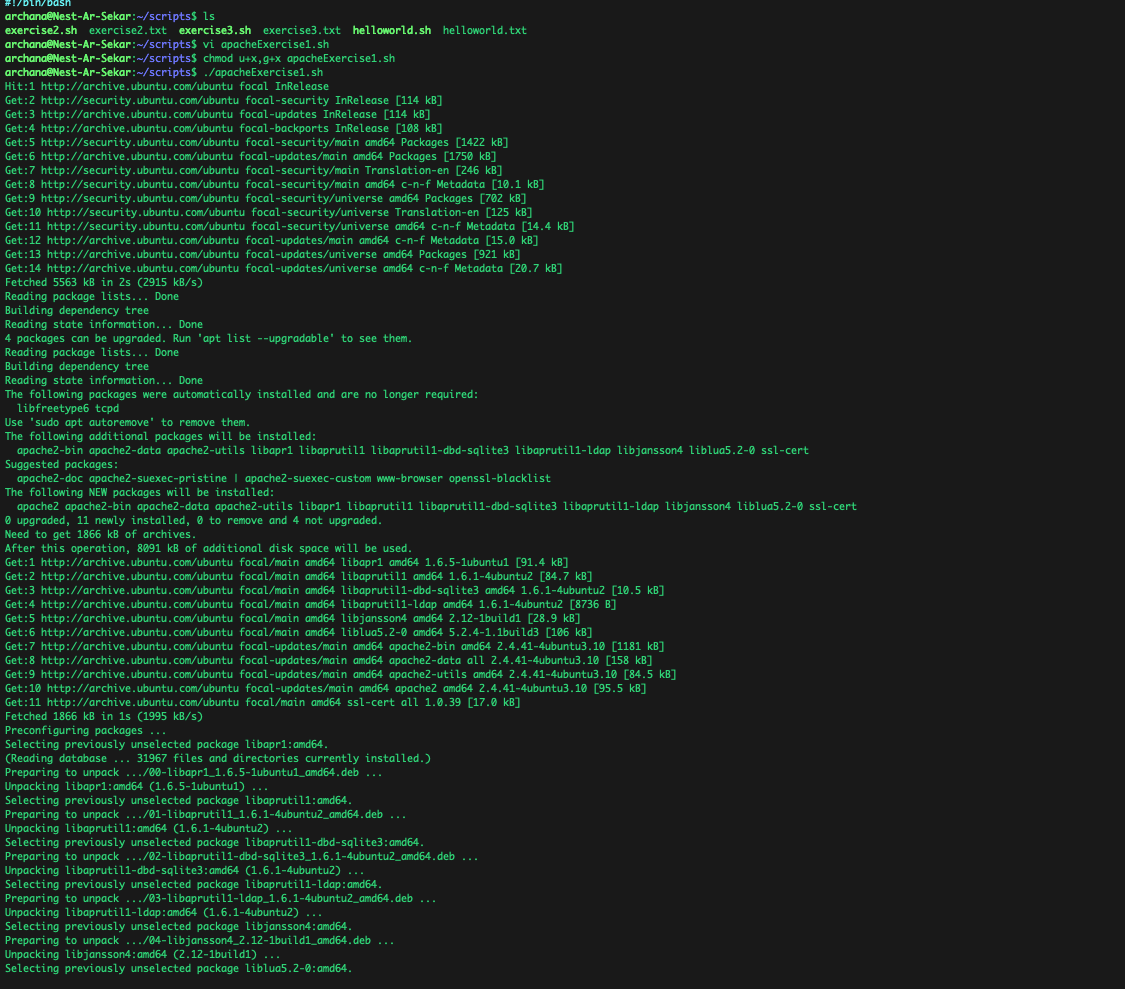 #!/bin/bash
archana@Nest-Ar-Sekar:~/scripts$ ls
exercise2.sh  exercise2.txt  exercise3.sh  exercise3.txt  helloworld.sh  helloworld.txt
archana@Nest-Ar-Sekar:~/scripts$ vi apacheExercise1.sh
archana@Nest-Ar-Sekar:~/scripts$ chmod u+x,g+x apacheExercise1.sh
archana@Nest-Ar-Sekar:~/scripts$ ./apacheExercise1.sh
Hit:1 http://archive.ubuntu.com/ubuntu focal InRelease
Get:2 http://security.ubuntu.com/ubuntu focal-security InRelease [114 kB]
Get:3 http://archive.ubuntu.com/ubuntu focal-updates InRelease [114 kB]
Get:4 http://archive.ubuntu.com/ubuntu focal-backports InRelease [108 kB]
Get:5 http://security.ubuntu.com/ubuntu focal-security/main amd64 Packages [1422 kB]
Get:6 http://archive.ubuntu.com/ubuntu focal-updates/main amd64 Packages [1750 kB]
Get:7 http://security.ubuntu.com/ubuntu focal-security/main Translation-en [246 kB]
Get:8 http://security.ubuntu.com/ubuntu focal-security/main amd64 c-n-f Metadata [10.1 kB]
Get:9 http://security.ubuntu.com/ubuntu focal-security/universe amd64 Packages [702 kB]
Get:10 http://security.ubuntu.com/ubuntu focal-security/universe Translation-en [125 kB]
Get:11 http://security.ubuntu.com/ubuntu focal-security/universe amd64 c-n-f Metadata [14.4 kB]
Get:12 http://archive.ubuntu.com/ubuntu focal-updates/main amd64 c-n-f Metadata [15.0 kB]
Get:13 http://archive.ubuntu.com/ubuntu focal-updates/universe amd64 Packages [921 kB]
Get:14 http://archive.ubuntu.com/ubuntu focal-updates/universe amd64 c-n-f Metadata [20.7 kB]
Fetched 5563 kB in 2s (2915 kB/s)
Reading package lists... Done
Building dependency tree
Reading state information... Done
4 packages can be upgraded. Run 'apt list --upgradable' to see them.
Reading package lists... Done
Building dependency tree
Reading state information... Done
The following packages were automatically installed and are no longer required:
  libfreetype6 tcpd
Use 'sudo apt autoremove' to remove them.
The following additional packages will be installed:
  apache2-bin apache2-data apache2-utils libapr1 libaprutil1 libaprutil1-dbd-sqlite3 libaprutil1-ldap libjansson4 liblua5.2-0 ssl-cert
Suggested packages:
  apache2-doc apache2-suexec-pristine | apache2-suexec-custom www-browser openssl-blacklist
The following NEW packages will be installed:
  apache2 apache2-bin apache2-data apache2-utils libapr1 libaprutil1 libaprutil1-dbd-sqlite3 libaprutil1-ldap libjansson4 liblua5.2-0 ssl-cert
0 upgraded, 11 newly installed, 0 to remove and 4 not upgraded.
Need to get 1866 kB of archives.
After this operation, 8091 kB of additional disk space will be used.
Get:1 http://archive.ubuntu.com/ubuntu focal/main amd64 libapr1 amd64 1.6.5-1ubuntu1 [91.4 kB]
Get:2 http://archive.ubuntu.com/ubuntu focal/main amd64 libaprutil1 amd64 1.6.1-4ubuntu2 [84.7 kB]
Get:3 http://archive.ubuntu.com/ubuntu focal/main amd64 libaprutil1-dbd-sqlite3 amd64 1.6.1-4ubuntu2 [10.5 kB]
Get:4 http://archive.ubuntu.com/ubuntu focal/main amd64 libaprutil1-ldap amd64 1.6.1-4ubuntu2 [8736 B]
Get:5 http://archive.ubuntu.com/ubuntu focal/main amd64 libjansson4 amd64 2.12-1build1 [28.9 kB]
Get:6 http://archive.ubuntu.com/ubuntu focal/main amd64 liblua5.2-0 amd64 5.2.4-1.1build3 [106 kB]
Get:7 http://archive.ubuntu.com/ubuntu focal-updates/main amd64 apache2-bin amd64 2.4.41-4ubuntu3.10 [1181 kB]
Get:8 http://archive.ubuntu.com/ubuntu focal-updates/main amd64 apache2-data all 2.4.41-4ubuntu3.10 [158 kB]
Get:9 http://archive.ubuntu.com/ubuntu focal-updates/main amd64 apache2-utils amd64 2.4.41-4ubuntu3.10 [84.5 kB]
Get:10 http://archive.ubuntu.com/ubuntu focal-updates/main amd64 apache2 amd64 2.4.41-4ubuntu3.10 [95.5 kB]
Get:11 http://archive.ubuntu.com/ubuntu focal/main amd64 ssl-cert all 1.0.39 [17.0 kB]
Fetched 1866 kB in 1s (1995 kB/s)
Preconfiguring packages ...
Selecting previously unselected package libapr1:amd64.
(Reading database ... 31967 files and directories currently installed.)
Preparing to unpack .../00-libapr1_1.6.5-1ubuntu1_amd64.deb ...
Unpacking libapr1:amd64 (1.6.5-1ubuntu1) ...
Selecting previously unselected package libaprutil1:amd64.
Preparing to unpack .../01-libaprutil1_1.6.1-4ubuntu2_amd64.deb ...
Unpacking libaprutil1:amd64 (1.6.1-4ubuntu2) ...
Selecting previously unselected package libaprutil1-dbd-sqlite3:amd64.
Preparing to unpack .../02-libaprutil1-dbd-sqlite3_1.6.1-4ubuntu2_amd64.deb ...
Unpacking libaprutil1-dbd-sqlite3:amd64 (1.6.1-4ubuntu2) ...
Selecting previously unselected package libaprutil1-ldap:amd64.
Preparing to unpack .../03-libaprutil1-ldap_1.6.1-4ubuntu2_amd64.deb ...
Unpacking libaprutil1-ldap:amd64 (1.6.1-4ubuntu2) ...
Selecting previously unselected package libjansson4:amd64.
Preparing to unpack .../04-libjansson4_2.12-1build1_amd64.deb ...
Unpacking libjansson4:amd64 (2.12-1build1) ...
Selecting previously unselected package liblua5.2-0:amd64.